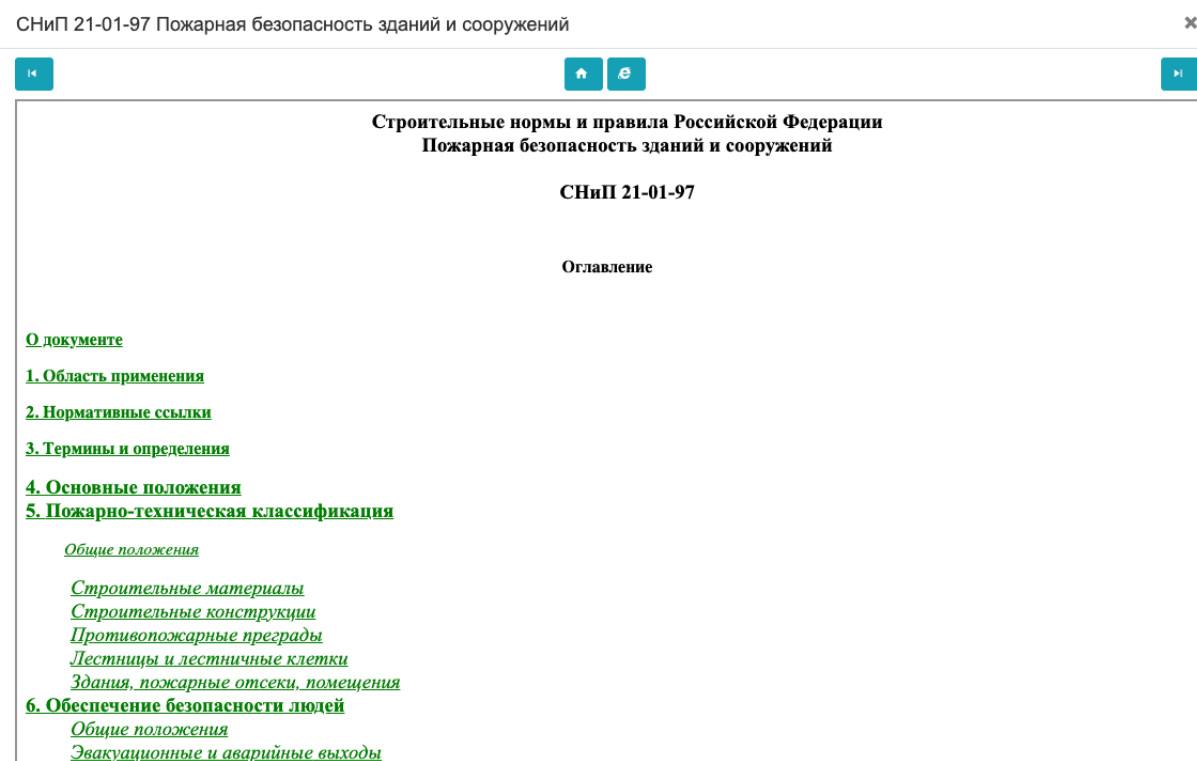 СНиП 21-01-97 Пожарная безопасность зданий и сооружений
Строительные нормы и правила Российской Федерации
Пожарная безопасность зданий и сооружений
СНиП 21-01-97
Оглавление
О документе
1. Область применения
2. Нормативные ссылки
3. Термины и определения
4. Основные положения
5. Пожарно-техническая классификация
Общие положения
Строительные материалы
Строительные конструкции
Противопожарные преграды
Лестницы и лестничные клетки
Здания, пожарные отсеки, помещения
6. Обеспечение безопасности людей
Общие положения
Эвакуационные и аварийные выходы